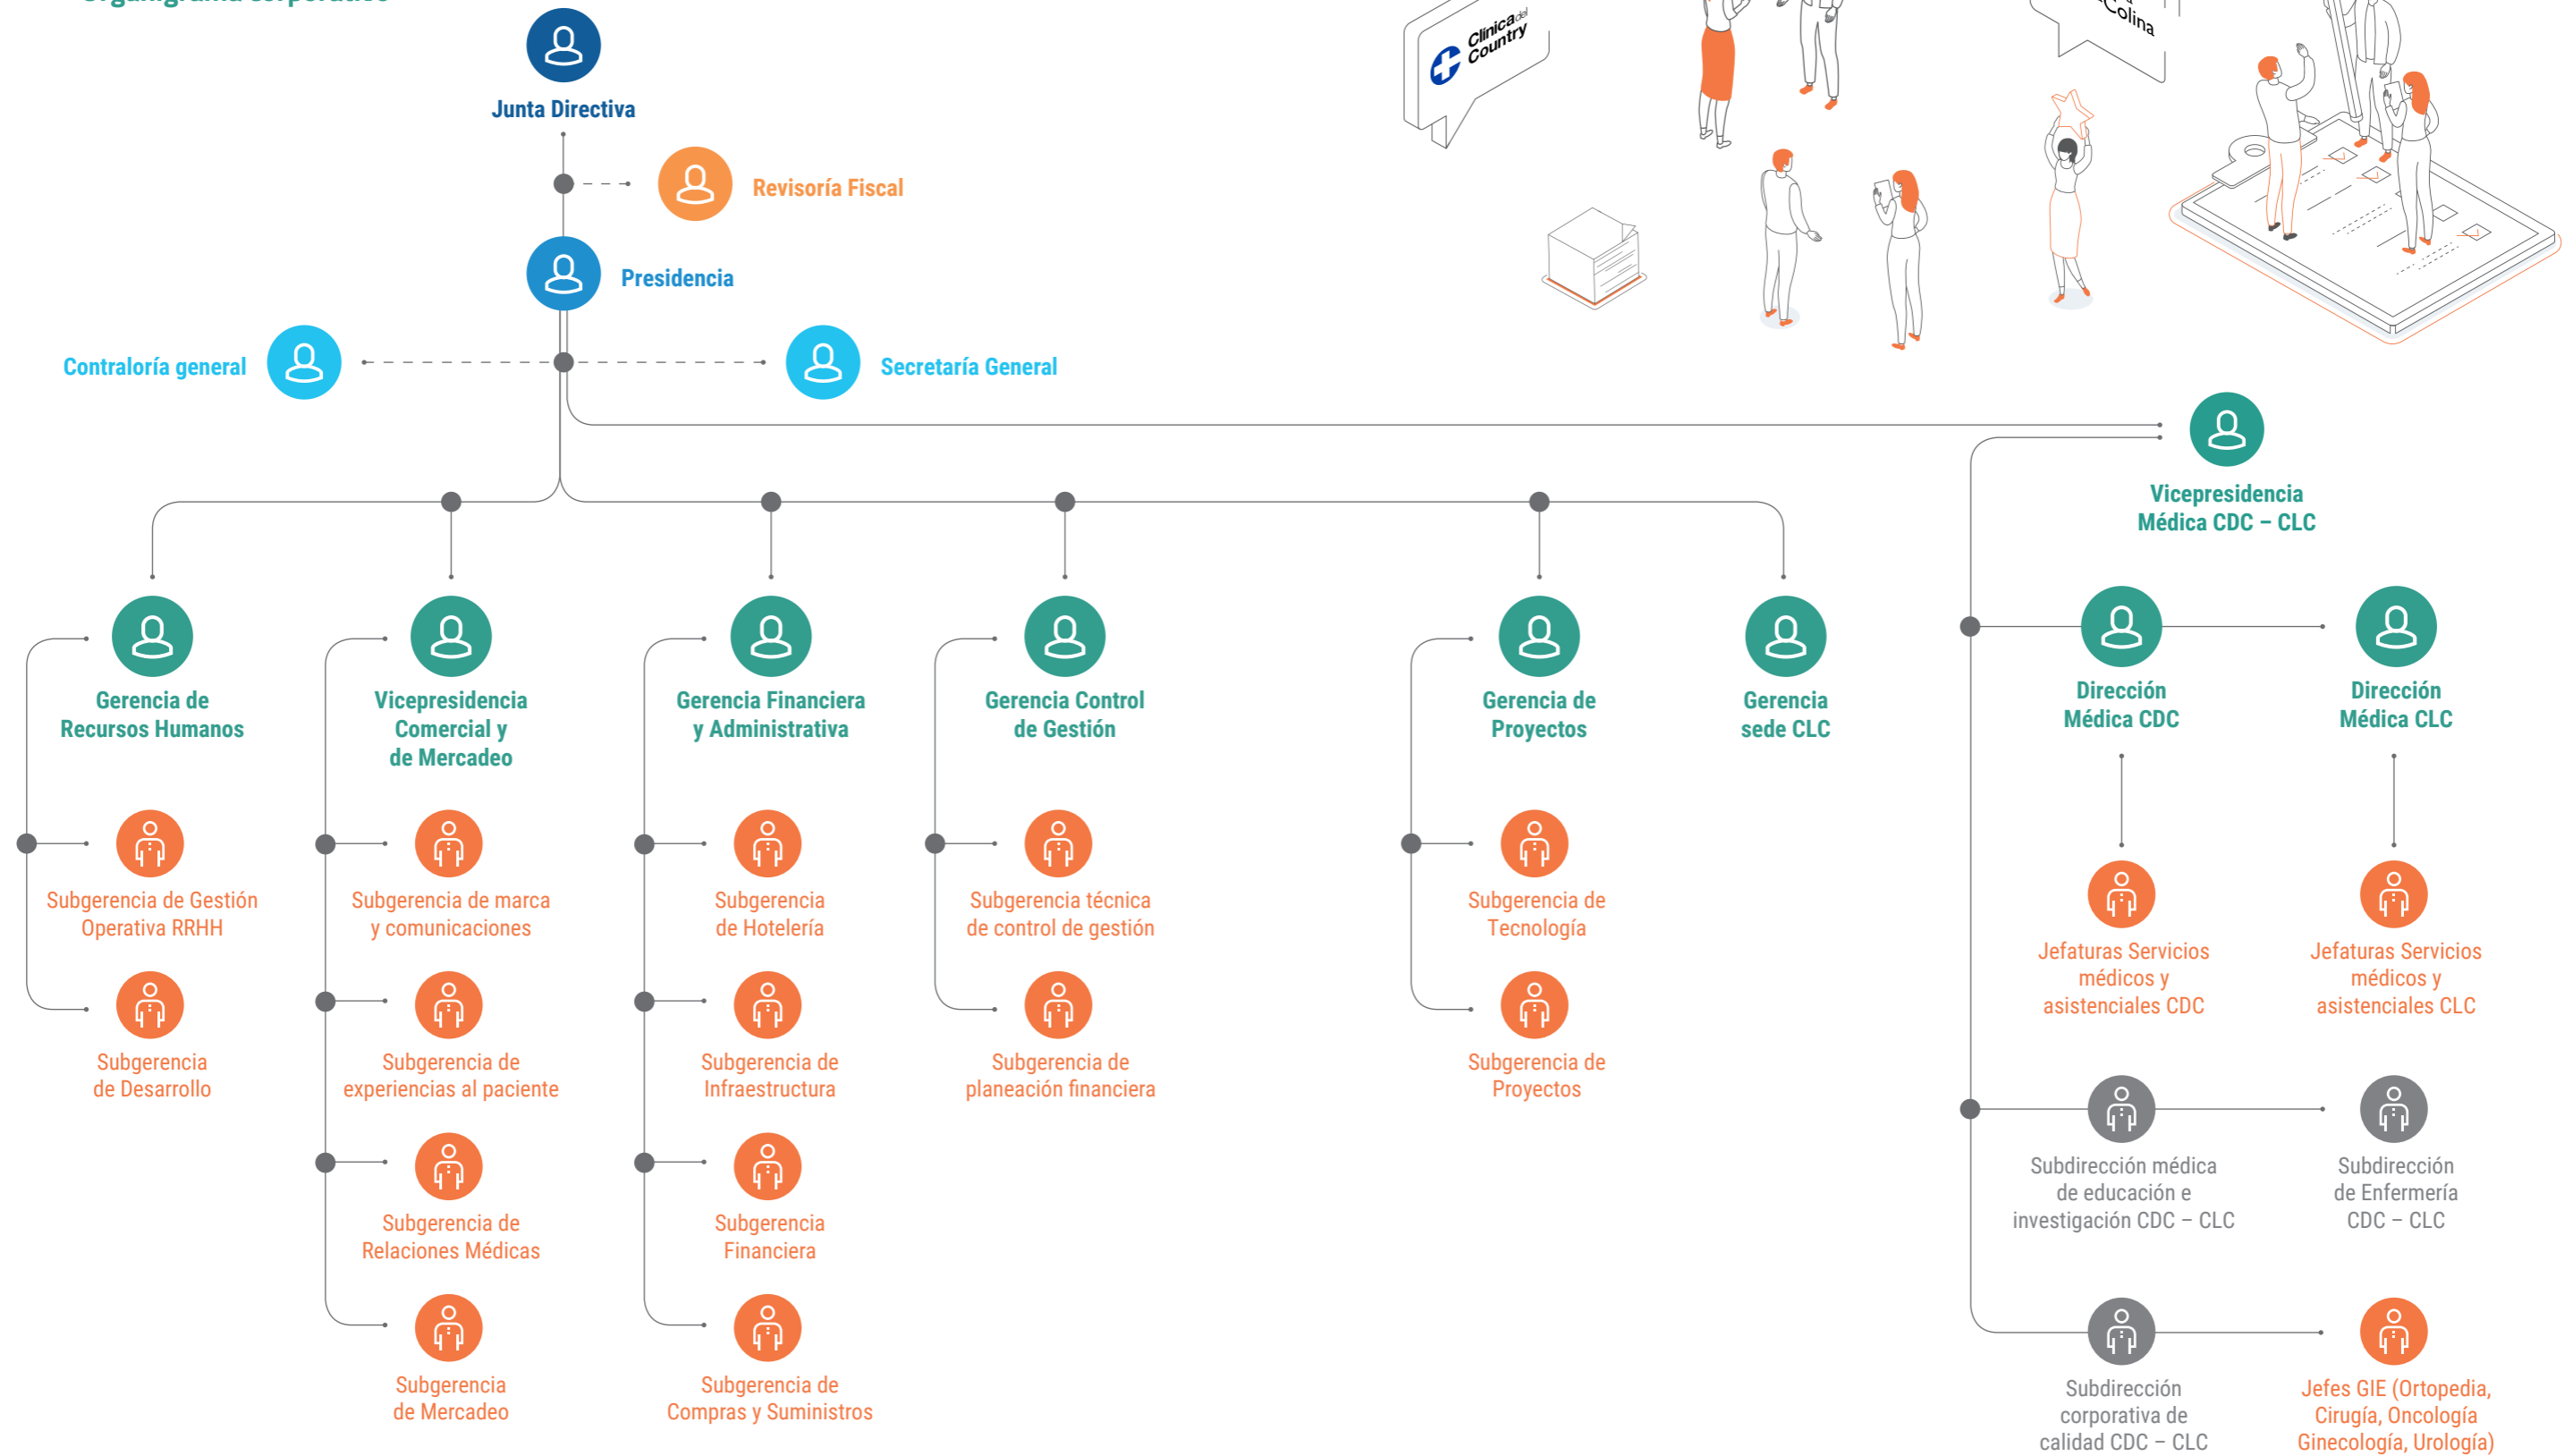 Organigrama Corporativo
Clínica del
Country
Colina
Junta Directiva
Revisoría Fiscal
Presidencia
Contraloría general
Secretaría General
Vicepresidencia
Médica CDC – CLC
Gerencia de
Recursos Humanos
Vicepresidencia
Comercial y
de Mercadeo
Gerencia Financiera
y Administrativa
Gerencia Control
de Gestión
Gerencia de
Proyectos
Gerencia
sede CLC
Dirección
Médica CDC
Dirección
Médica CLC
Subgerencia de Gestión
Operativa RRHH
Subgerencia de marca
y comunicaciones
Subgerencia
de Hotelería
Subgerencia técnica
de control de gestión
Subgerencia de
Tecnología
Jefaturas Servicios
médicos y
asistenciales CDC
Jefaturas Servicios
médicos y
asistenciales CLC
Subgerencia
de Desarrollo
Subgerencia de
experiencias al paciente
Subgerencia de
Infraestructura
Subgerencia de
planeación financiera
Subgerencia de
Proyectos
Subdirección médica
de educación e
investigación CDC – CLC
Subdirección
de Enfermería
CDC – CLC
Subgerencia de
Relaciones Médicas
Subgerencia
Financiera
Subgerencia
de Mercadeo
Subgerencia de
Compras y Suministros
Subdirección
corporativa de
calidad CDC – CLC
Jefes GIE (Ortopedia,
Cirugía, Oncología
Ginecología, Urología)